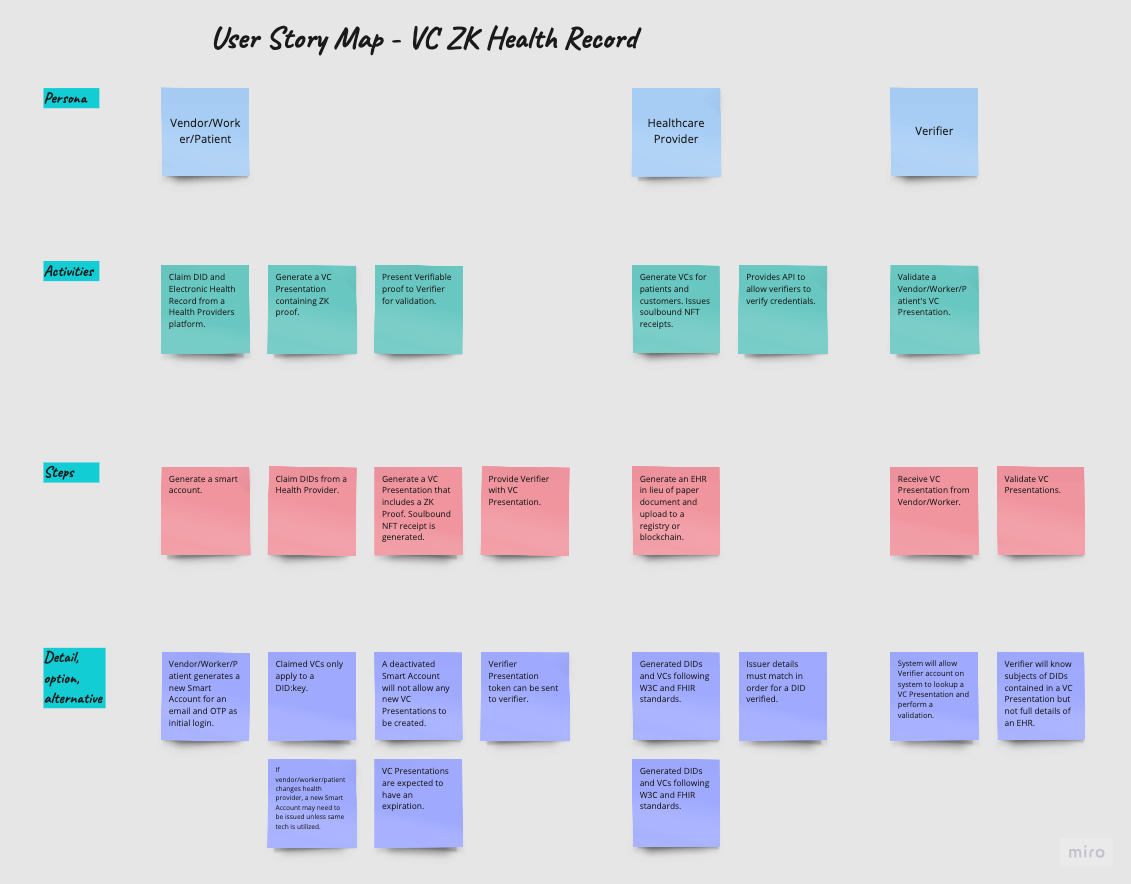 User Story Map - VC ZK Health Record
Persona
Vendor/Work
er/Patient
Healthcare
Provider
Verifier
Activities
Claim DID and
Electronic Health
Record from a
Health Providers
platform.
Generate a VC
Presentation
containing ZK
proof.
Present Verifiable
proof to Verifier
for validation.
Generate VCs for
patients and
customers. Issues
soulbound NFT
receipts.
Provides API to
allow verifiers to
verify credentials.
Validate a
Vendor/Worker/P
atient's VC
Presentation.
Steps
Generate a smart
account.
Claim DIDs from a
Health Provider.
Generate a VC
Presentation that
includes a ZK
Proof. Soulbound
NFT receipt is
generated.
Provide Verifier
with VC
Presentation.
Generate an EHR
in lieu of paper
document and
upload to a
registry or
blockchain.
Receive VC
Presentation from
Vendor/Worker.
Validate VC
Presentations.
Detail,
option,
alternative
Vendor/Worker/P
atient generates a
new Smart
Account for an
email and OTP as
initial login.
Claimed VCs only
apply to a
DID:key.
A deactivated
Smart Account
will not allow any
new VC
Presentations to
be created.
Verifier
Presentation
token can be sent
to verifier.
Generated DIDs
and VCs following
W3C and FHIR
standards.
Issuer details
must match in
order for a DID
verified.
System will allow
Verifier account on
system to lookup a
VC Presentation and
perform a
validation.
Verifier will know
subjects of DIDs
contained in a VC
Presentation but
not full details of
an EHR.
If
vendor/worker/patient
changes health
provider, a new Smart
Account may need to
be issued unless same
tech is utilized.
VC Presentations
are expected to
have an
expiration.
Generated DIDs
and VCs following
W3C and FHIR
standards.
miro